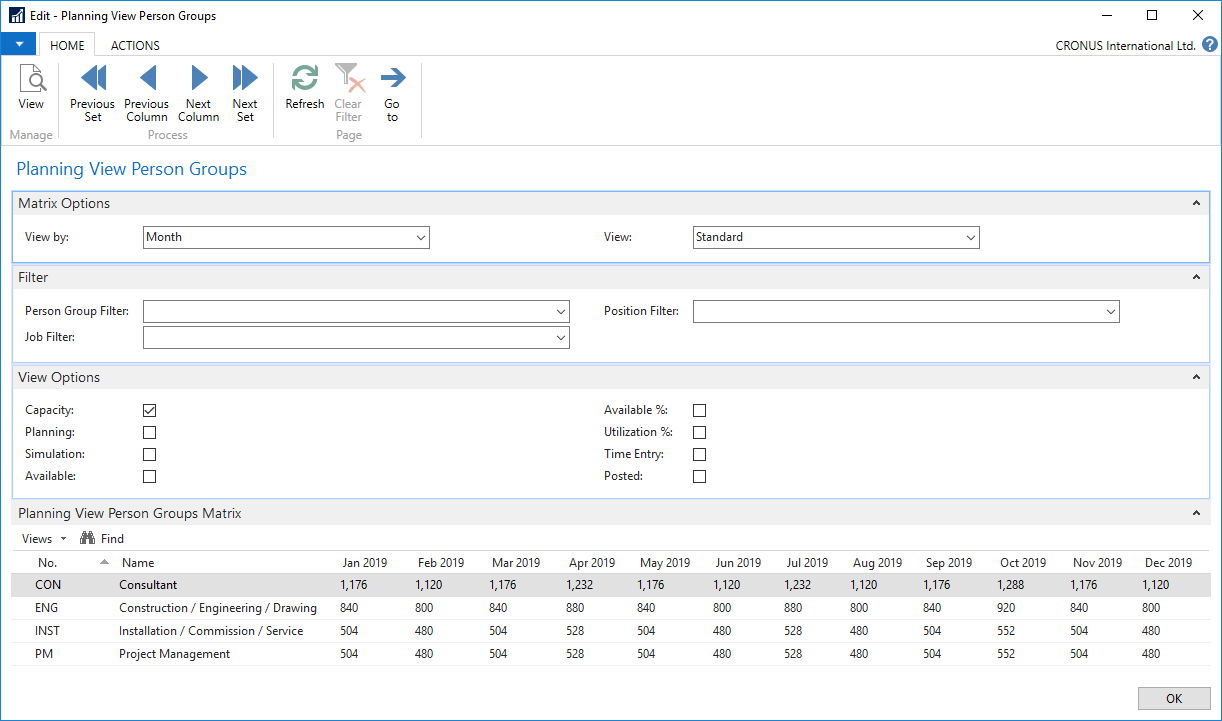 Edit - Planning View Person Groups
HOME ACTIONS CRONUS International Ltd. ?
View Previous Set Previous Column Next Column Next Set Refresh Clear Filter Go to
Manage Process Page
Planning View Person Groups
Matrix Options
View by: Month View: Standard
Filter
Person Group Filter: Position Filter:
Job Filter:
View Options
Capacity: Available %:
Planning: Utilization %:
Simulation: Time Entry:
Available: Posted:
Planning View Person Groups Matrix
Views Find
No. Name Jan 2019 Feb 2019 Mar 2019 Apr 2019 May 2019 Jun 2019 Jul 2019 Aug 2019 Sep 2019 Oct 2019 Nov 2019 Dec 2019
CON Consultant 1,176 1,120 1,176 1,232 1,176 1,120 1,232 1,120 1,176 1,288 1,176 1,120
ENG Construction / Engineering / Drawing 840 800 840 880 840 800 880 800 840 920 840 800
INST Installation / Commission / Service 504 480 504 528 504 480 528 480 504 552 504 480
PM Project Management 504 480 504 528 504 480 528 480 504 552 504 480
OK